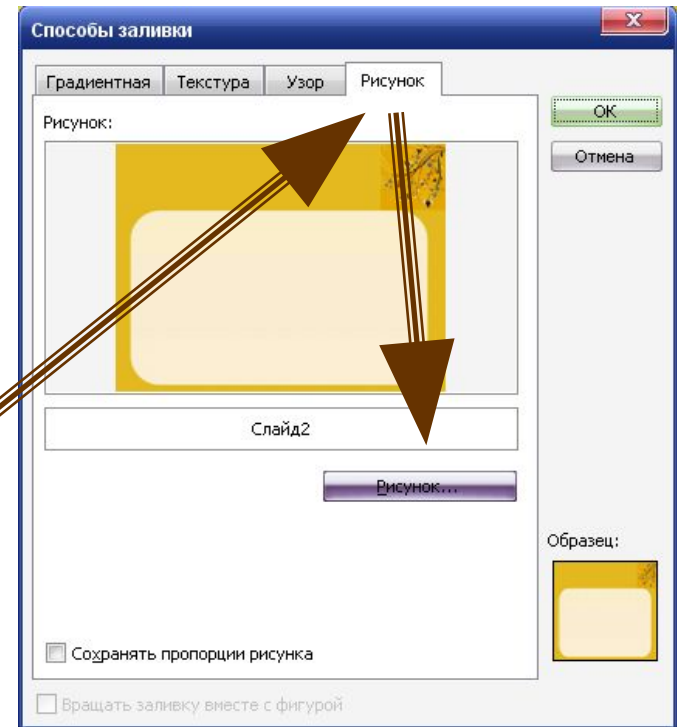 Способы заливки
Градиентная Текстура Узор Рисунок
Рисунок:
ОК
Отмена
Слайд2
Рисунок...
Образец:
Сохранять пропорции рисунка
Вращать заливку вместе с фигурой